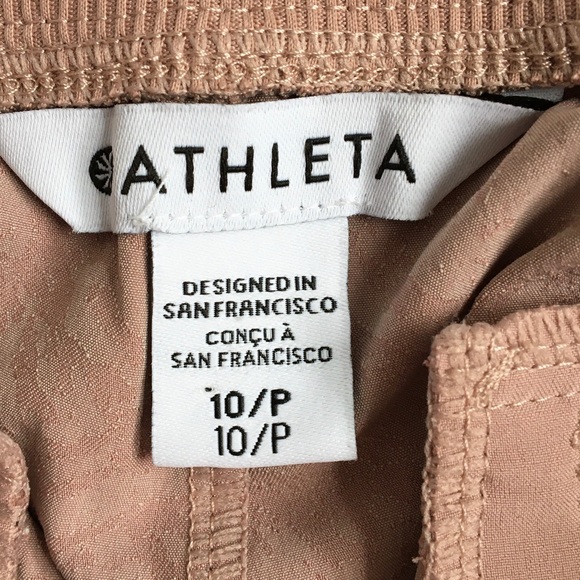 ATHLETA
DESIGNED IN
SAN FRANCISCO
CONÇU À
SAN FRANCISCO
10/P
10/P